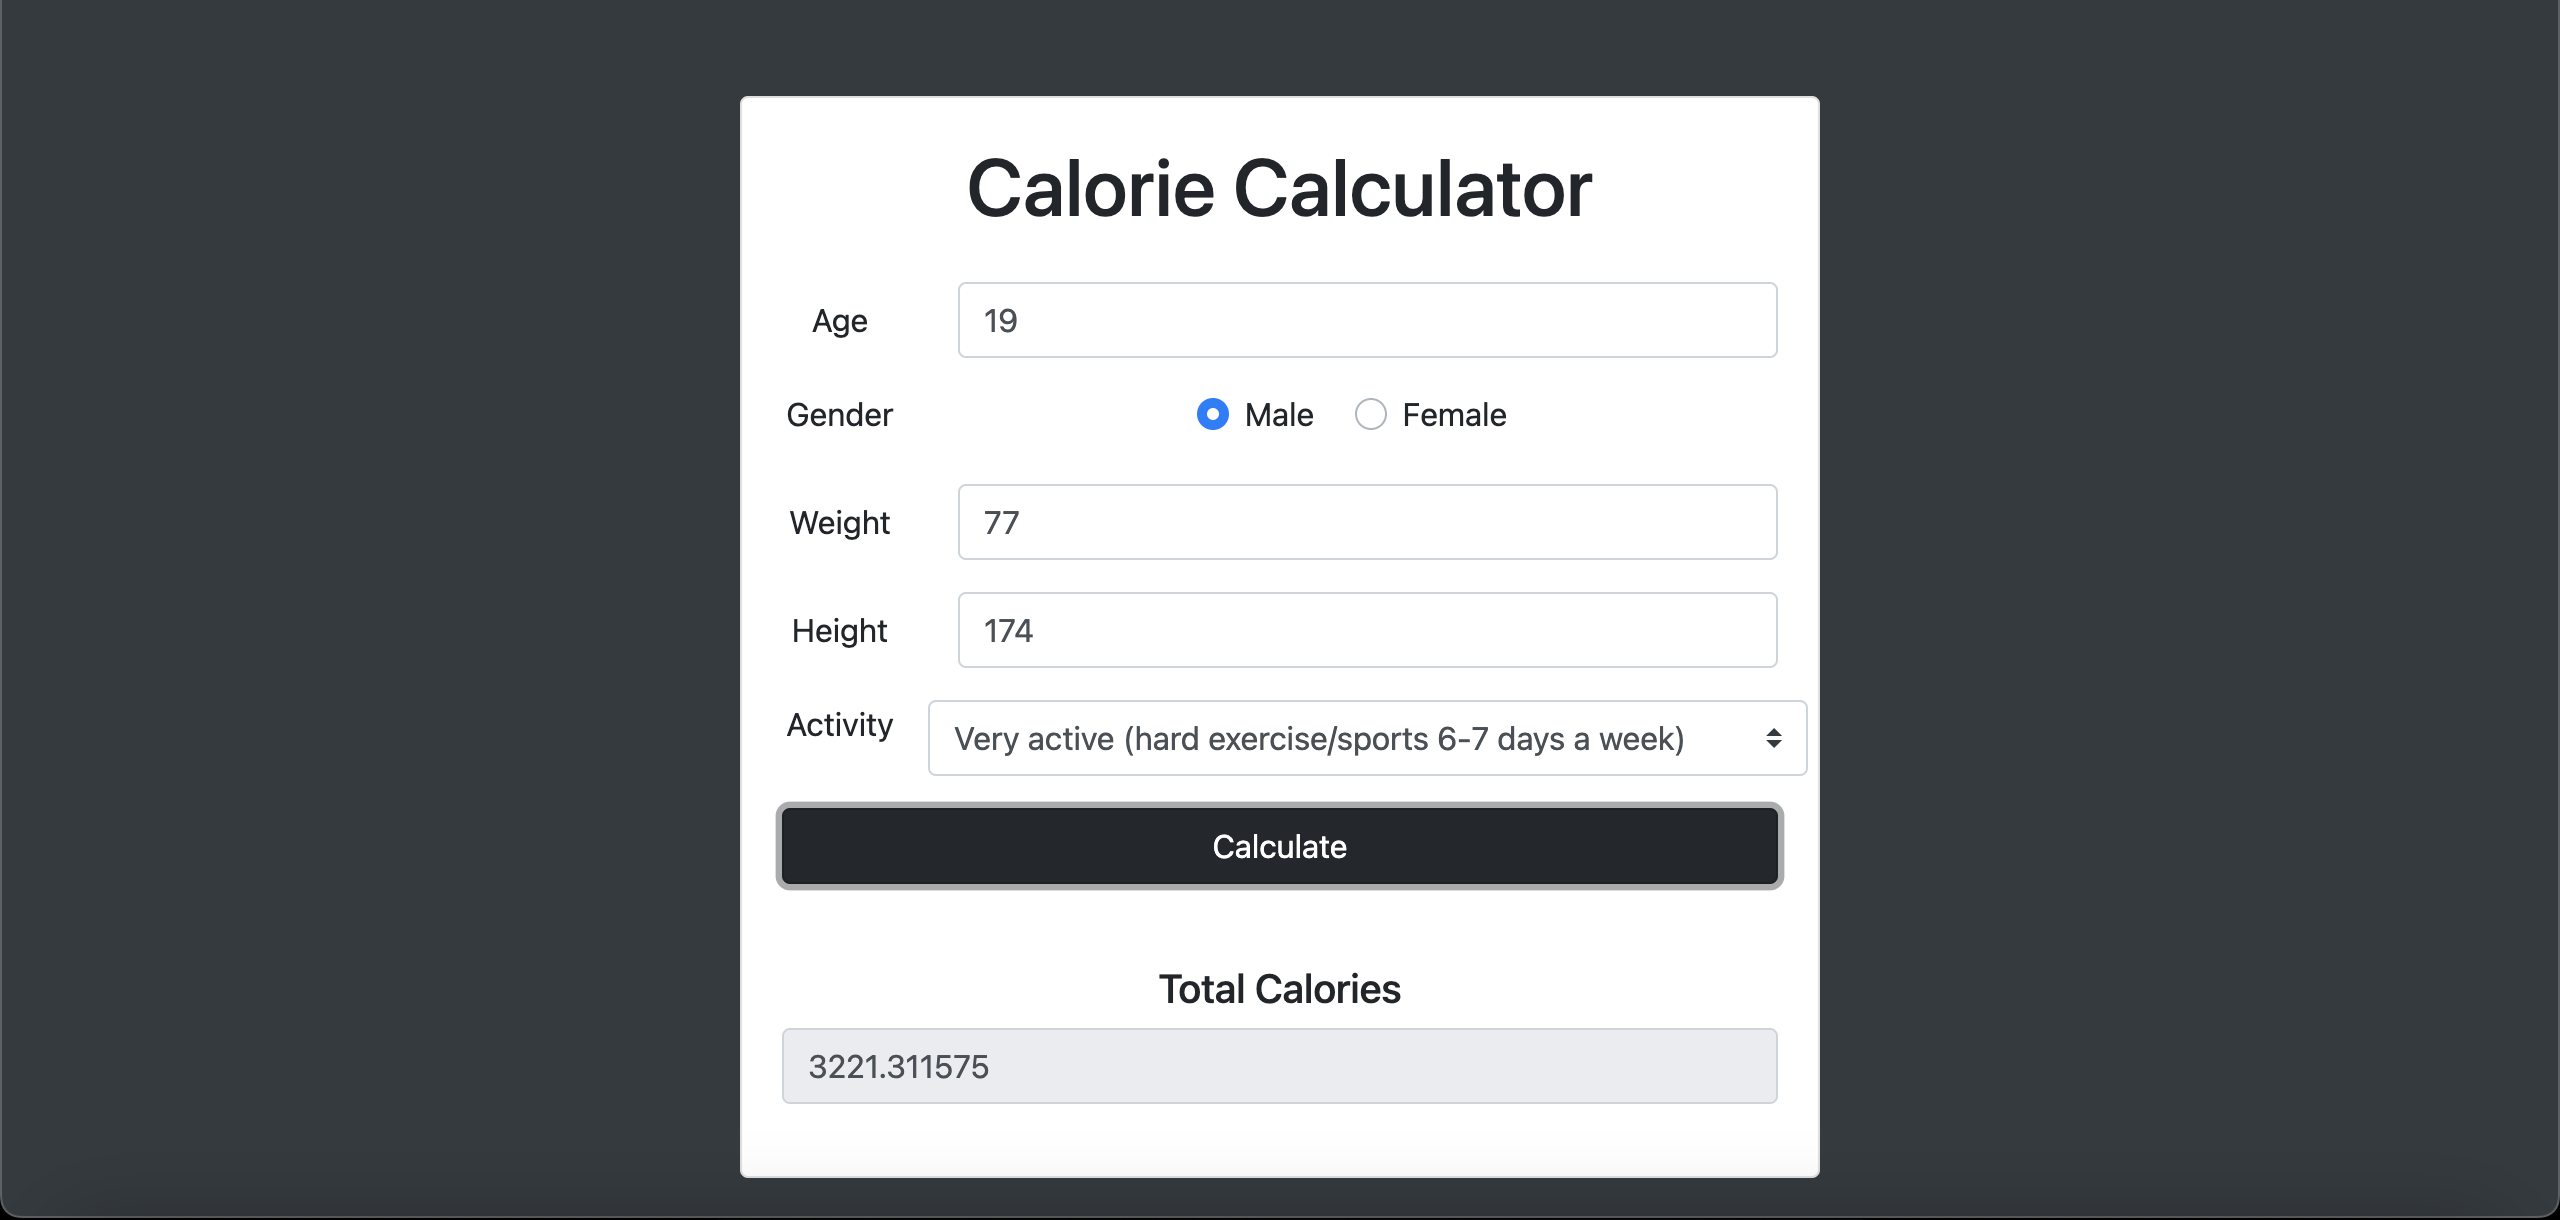 Calorie Calculator
Age 19
Gender Male Female
Weight 77
Height 174
Activity Very active (hard exercise/sports 6-7 days a week)
Calculate
Total Calories
3221.311575